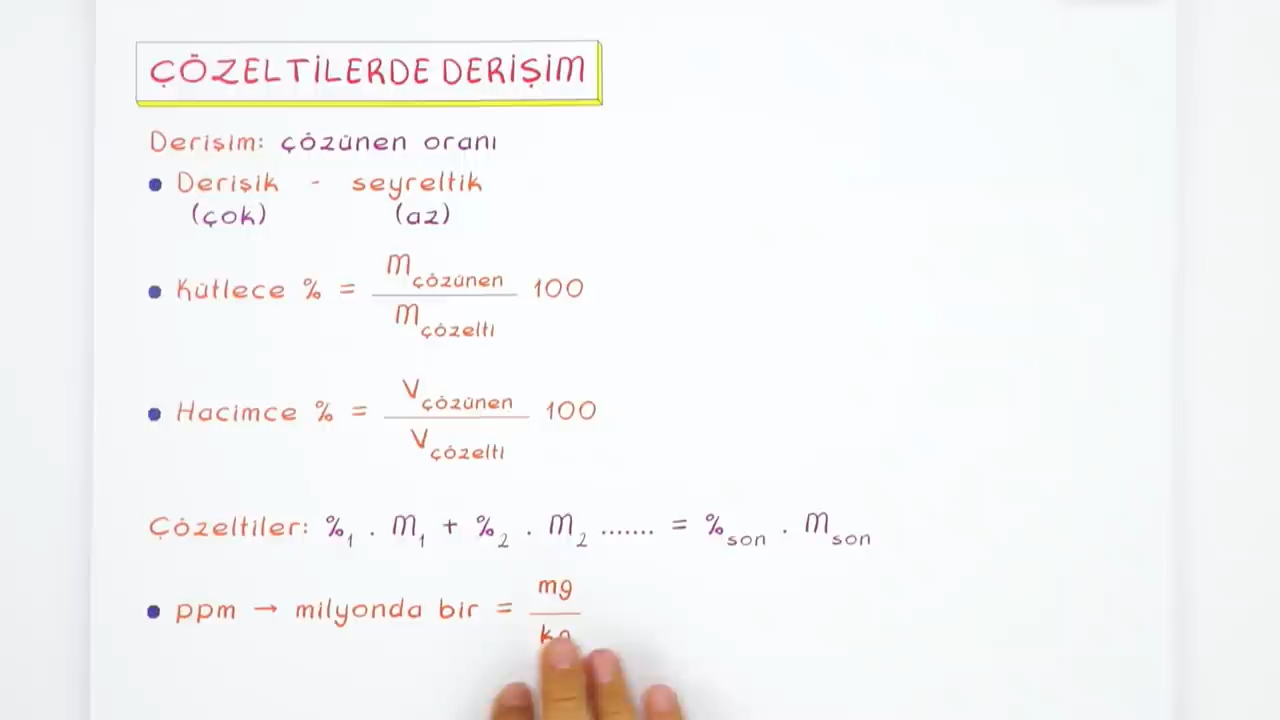 ÇÖZELTİLERDE DERİŞİM
Derişim: çözünen oranı
• Derişik - seyreltik
(çok) (az)
• Kütlece % = m çözünen / m çözelti 100
• Hacimce % = V çözünen / V çözelti 100
Çözeltiler: %1 . m1 + %2 . m2 ....... = %son . mson
• ppm → milyonda bir = mg